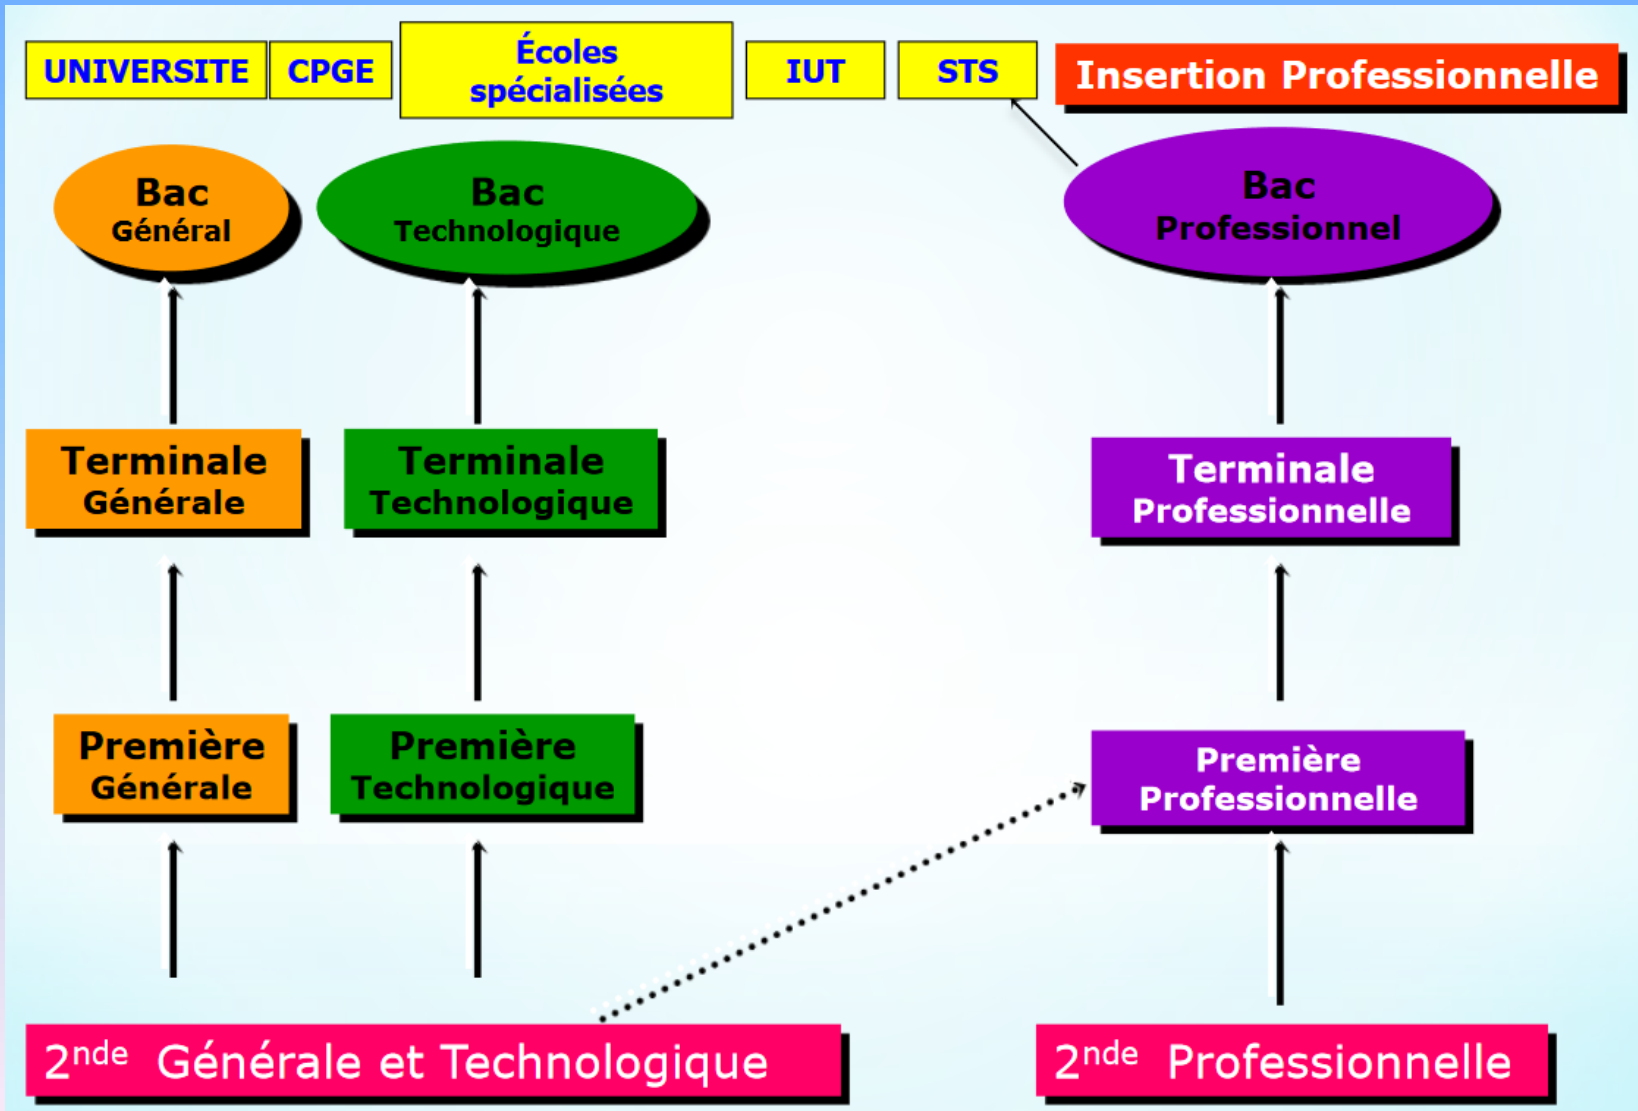 UNIVERSITE
CPGE
Écoles
spécialisées
IUT
STS
Insertion Professionnelle
Bac
Général
Bac
Technologique
Bac
Professionnel
Terminale
Générale
Terminale
Technologique
Terminale
Professionnelle
Première
Générale
Première
Technologique
Première
Professionnelle
2nde Générale et Technologique
2nde Professionnelle